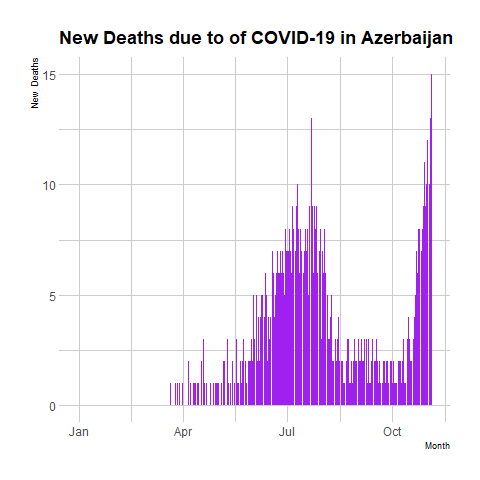 New Deaths due to of COVID-19 in Azerbaijan
New Deaths
15
10
5
0
Jan
Apr
Jul
Oct
Month